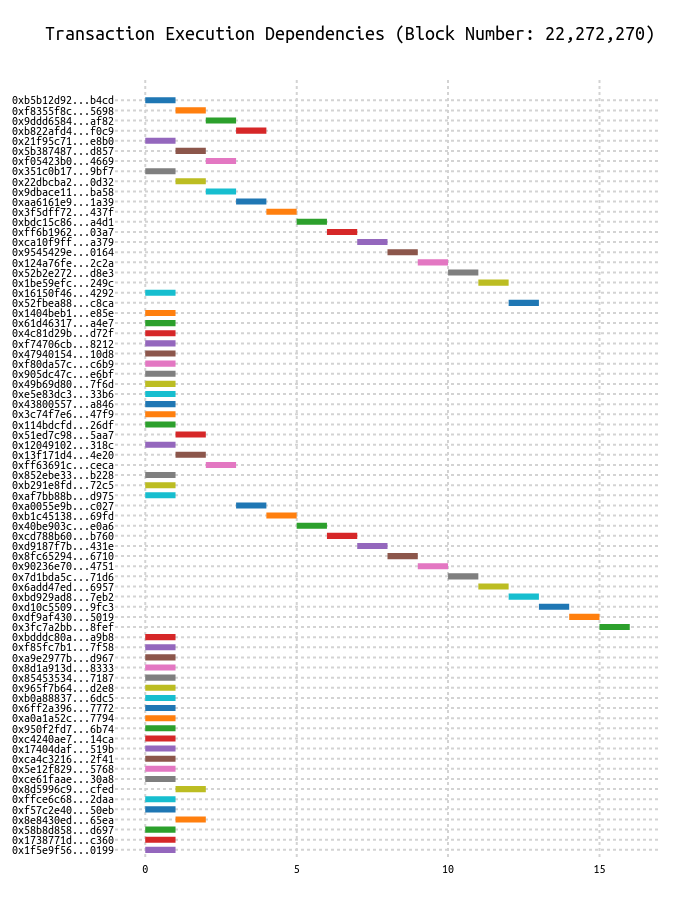 Transaction Execution Dependencies (Block Number: 22,272,270)
0xb5b12d92...b4cd
0xf8355f8c...5698
0x9ddd6584...af82
0xb822afd4...f0c9
0x21f95c71...e8b0
0x5b387487...d857
0xf05423b0...4669
0x351c0b17...9bf7
0x22dbcba2...0d32
0x9dbace11...ba58
0xaa6161e9...1a39
0x3f5dff72...437f
0xbdc15c86...a4d1
0xff6b1962...03a7
0xca10f9ff...a379
0x9545429e...0164
0x124a76fe...2c2a
0x52b2e272...d8e3
0x1be59efc...249c
0x16150f46...4292
0x52fbea88...c8ca
0x1404beb1...e85e
0x61d46317...a4e7
0x4c81d29b...d72f
0xf74706cb...8212
0x47940154...10d8
0xf80da57c...c6b9
0x905dc47c...e6bf
0x49b69d80...7f6d
0xe5e83dc3...33b6
0x43800557...a846
0x3c74f7e6...47f9
0x114bdcfd...26df
0x51ed7c98...5aa7
0x12049102...318c
0x13f171d4...4e20
0xff63691c...ceca
0x852ebe33...b228
0xb291e8fd...72c5
0xaf7bb88b...d975
0xa0055e9b...c027
0xb1c45138...69fd
0x40be903c...e0a6
0xcd788b60...b760
0xd9187f7b...431e
0x8fc65294...6710
0x90236e70...4751
0x7d1bda5c...71d6
0x6add47ed...6957
0xbd929ad8...7eb2
0xd10c5509...9fc3
0xdf9af430...5019
0x3fc7a2bb...8fef
0xbdddc80a...a9b8
0xf85fc7b1...7f58
0xa9e2977b...d967
0x8d1a913d...8333
0x85453534...7187
0x965f7b64...d2e8
0xb0a88837...6dc5
0x6ff2a396...7772
0xa0a1a52c...7794
0x950f2fd7...6b74
0xc4240ae7...14ca
0x17404daf...519b
0xca4c3216...2f41
0x5e12f829...5768
0xce61faae...30a8
0x8d5996c9...cfed
0xffce6c68...2daa
0xf57c2e40...50eb
0x8e8430ed...65ea
0x58b8d858...d697
0x1738771d...c360
0x1f5e9f56...0199
0 5 10 15